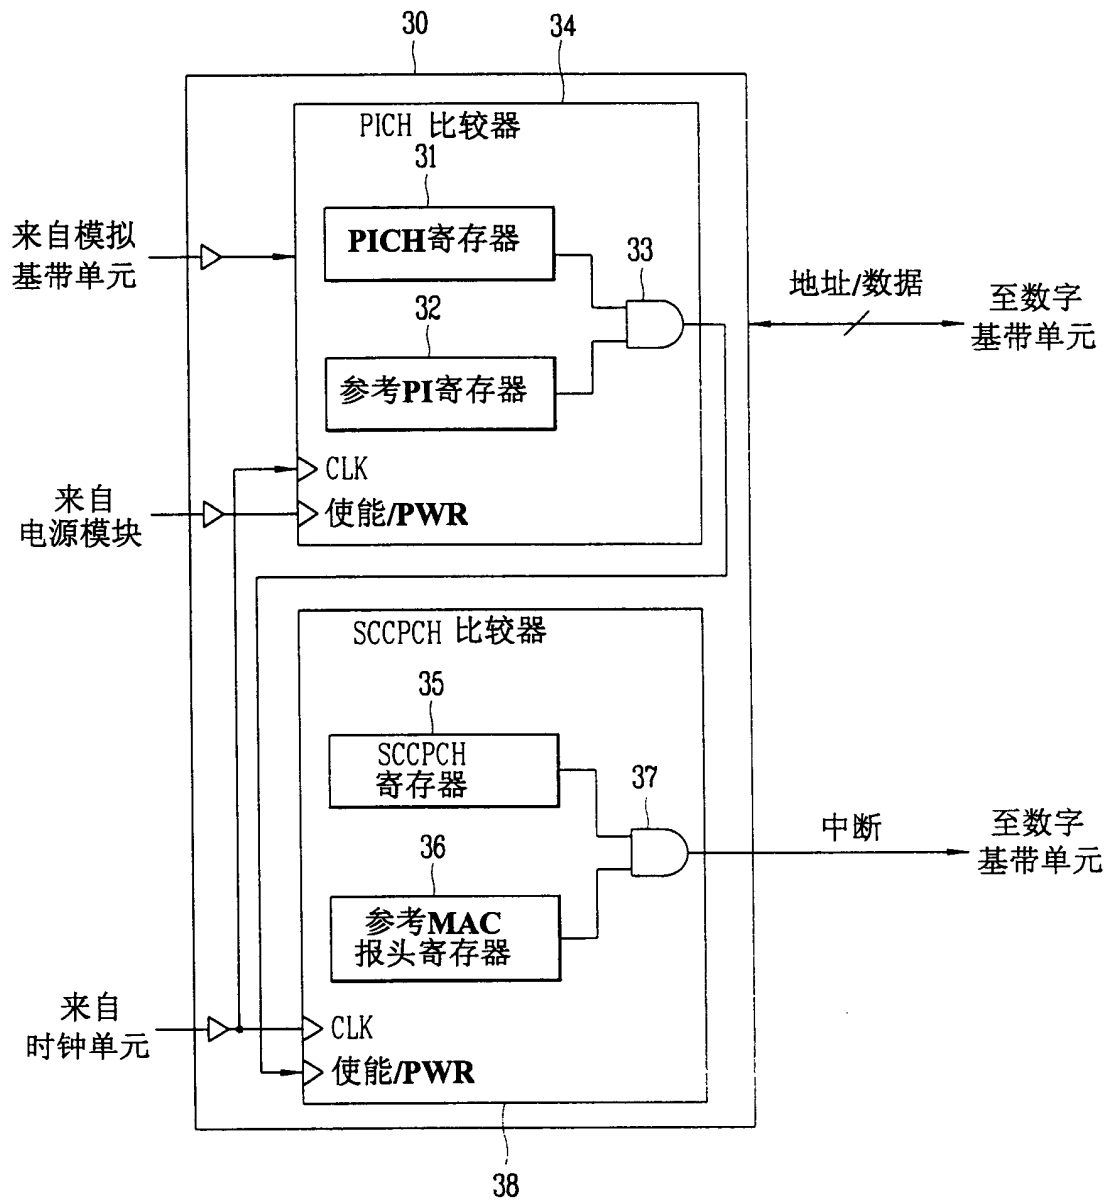 30
34
PICH 比较器
31
PICH寄存器
来自模拟
基带单元
33
地址/数据
至数字
基带单元
32
参考PI寄存器
CLK
来自
电源模块
使能/PWR
SCCPCH 比较器
35
SCCPCH
寄存器
37
中断
至数字
基带单元
36
参考MAC
报头寄存器
来自
时钟单元
CLK
使能/PWR
38